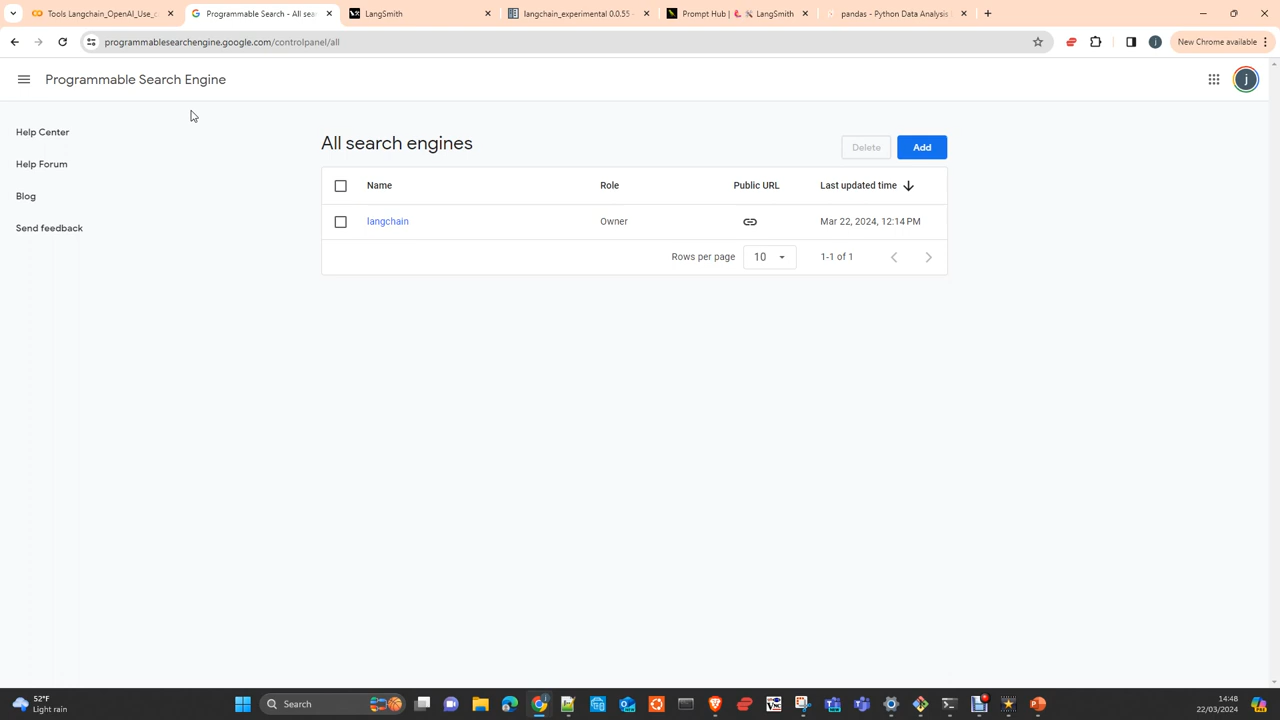 Tools Langchain_OpenAI_Use_c
Programmable Search - All sea
LangSmith
langchain_experimental 0.0.55 -
Prompt Hub | 🦜🛠️ LangSmith
pandas - Python Data Analysis
programmablesearchengine.google.com/controlpanel/all
j
New Chrome available
Programmable Search Engine
j
Help Center
Help Forum
Blog
Send feedback
All search engines
Delete
Add
Name
Role
Public URL
Last updated time
langchain
Owner
Mar 22, 2024, 12:14 PM
Rows per page
10
1-1 of 1
52°F
Light rain
Search
14:48
22/03/2024